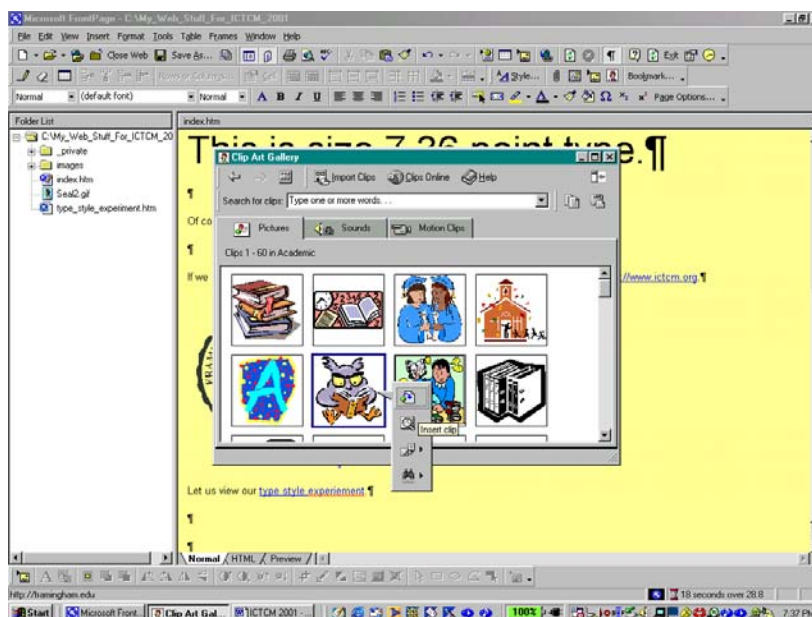 Microsoft FrontPage - C:\My_Web_Stuff_For_ICTCM_2001
File Edit View Insert Format Tools Table Frames Window Help
Close Web Save As... Exit
Style... Bookmark...
Normal (default font) Normal A B I U Page Options...
Folder List
index.htm
C:\My_Web_Stuff_For_ICTCM_20
_private
images
index.htm
Seal2.gif
type_style_experiment.htm
This is size 7 36 point type.¶
Clip Art Gallery
Import Clips Clips Online Help
Search for clips: Type one or more words. . .
Pictures Sounds Motion Clips
Clips 1 - 60 in Academic
¶
Of co
¶
If we
//www.ictcm.org.¶
A
Insert clip
Let us view our type style experiement.¶
¶
¶
Normal HTML Preview
http://framingham.edu
18 seconds over 28.8
Start Microsoft Front... Clip Art Gal... ICTCM 2001 -... 100% 7:37 PM